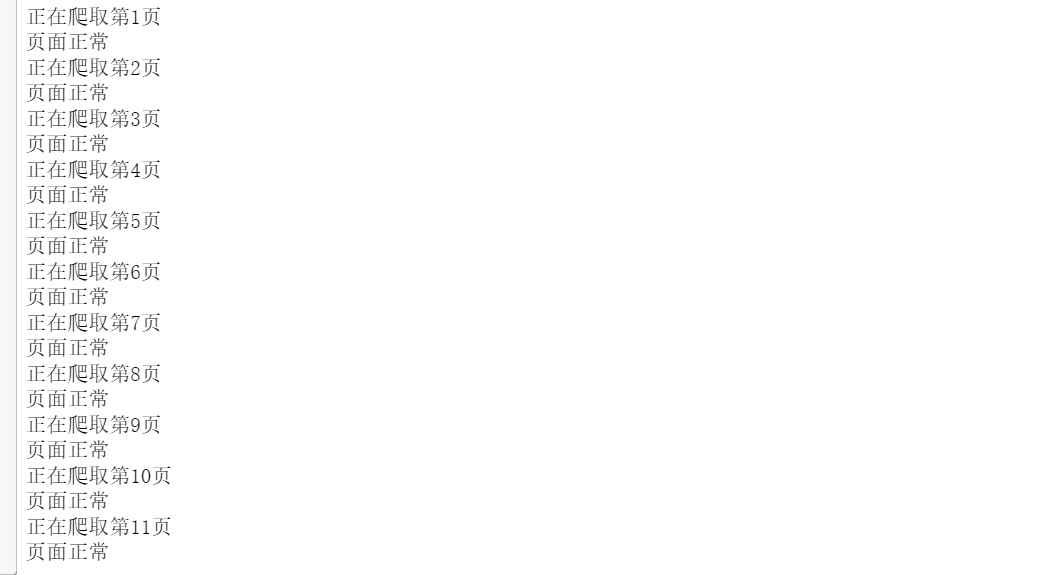 正在爬取第1页
页面正常
正在爬取第2页
页面正常
正在爬取第3页
页面正常
正在爬取第4页
页面正常
正在爬取第5页
页面正常
正在爬取第6页
页面正常
正在爬取第7页
页面正常
正在爬取第8页
页面正常
正在爬取第9页
页面正常
正在爬取第10页
页面正常
正在爬取第11页
页面正常